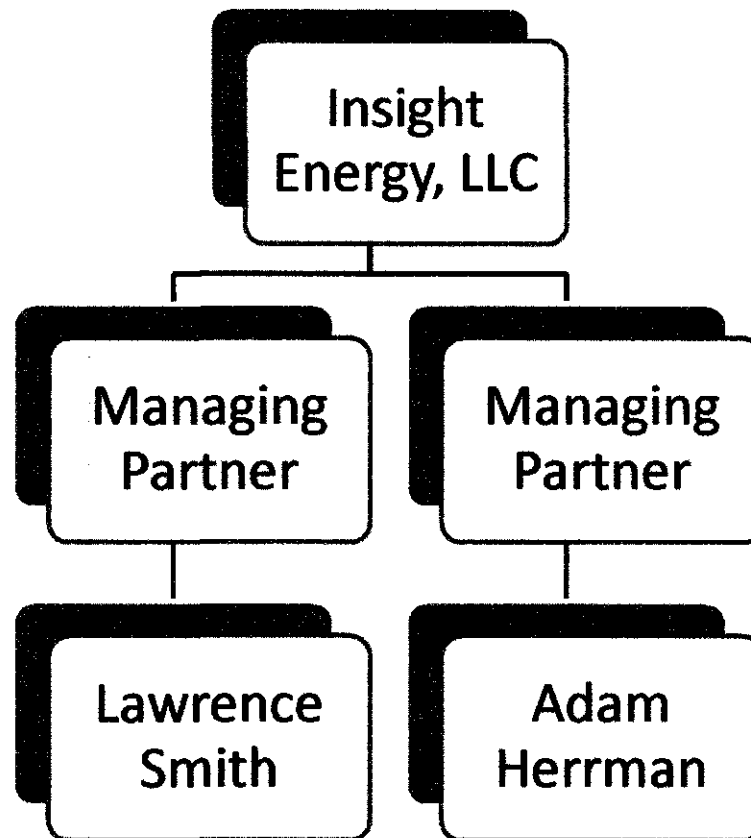 Insight
Energy, LLC
Managing
Partner
Managing
Partner
Lawrence
Smith
Adam
Herrman